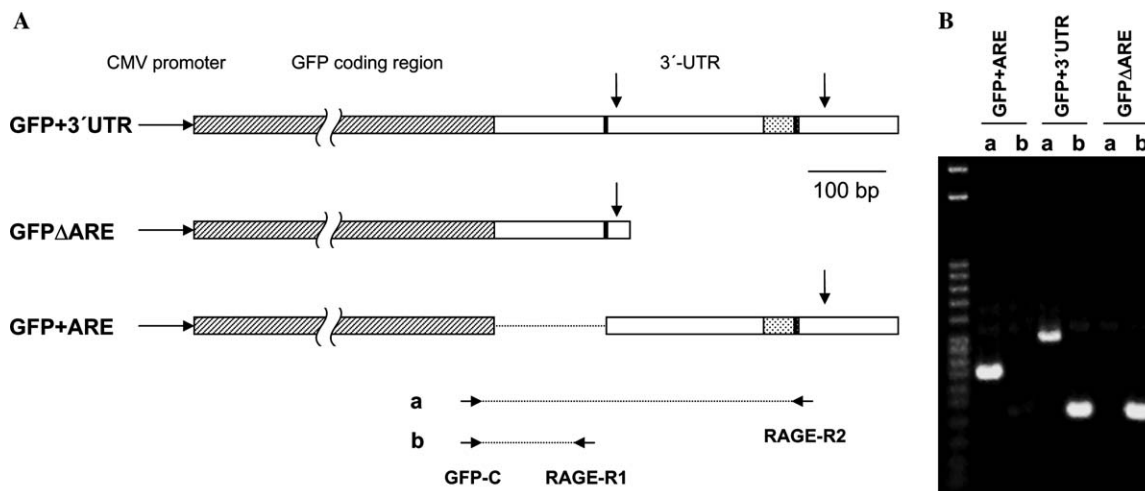 A
CMV promoter GFP coding region 3´-UTR
GFP+3´UTR
100 bp
GFPΔARE
GFP+ARE
a
RAGE-R2
b
GFP-C RAGE-R1
B
GFP+ARE GFP+3´UTR GFPΔARE
a b a b a b